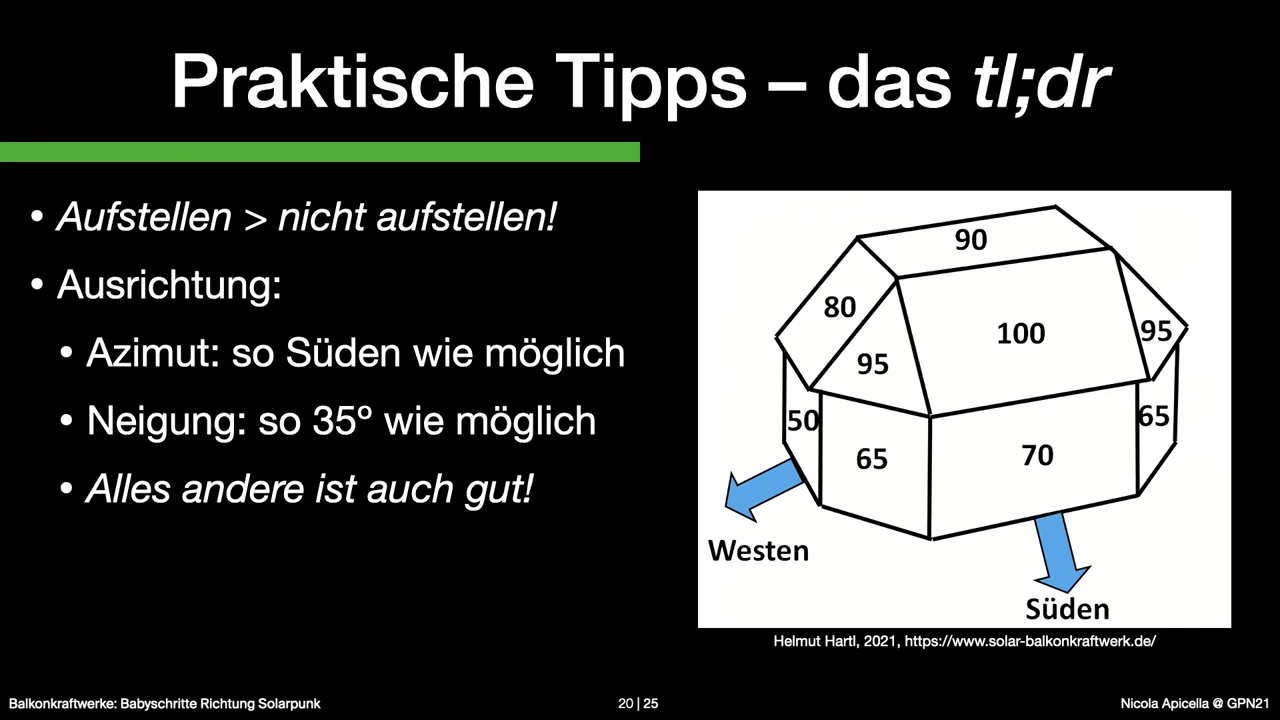 Praktische Tipps – das tl;dr
• Aufstellen > nicht aufstellen!
• Ausrichtung:
• Azimut: so Süden wie möglich
• Neigung: so 35º wie möglich
• Alles andere ist auch gut!
90
80
100
95
95
50
65
65
70
Westen
Süden
Helmut Hartl, 2021, https://www.solar-balkonkraftwerk.de/
Balkonkraftwerke: Babyschritte Richtung Solarpunk
20 | 25
Nicola Apicella @ GPN21